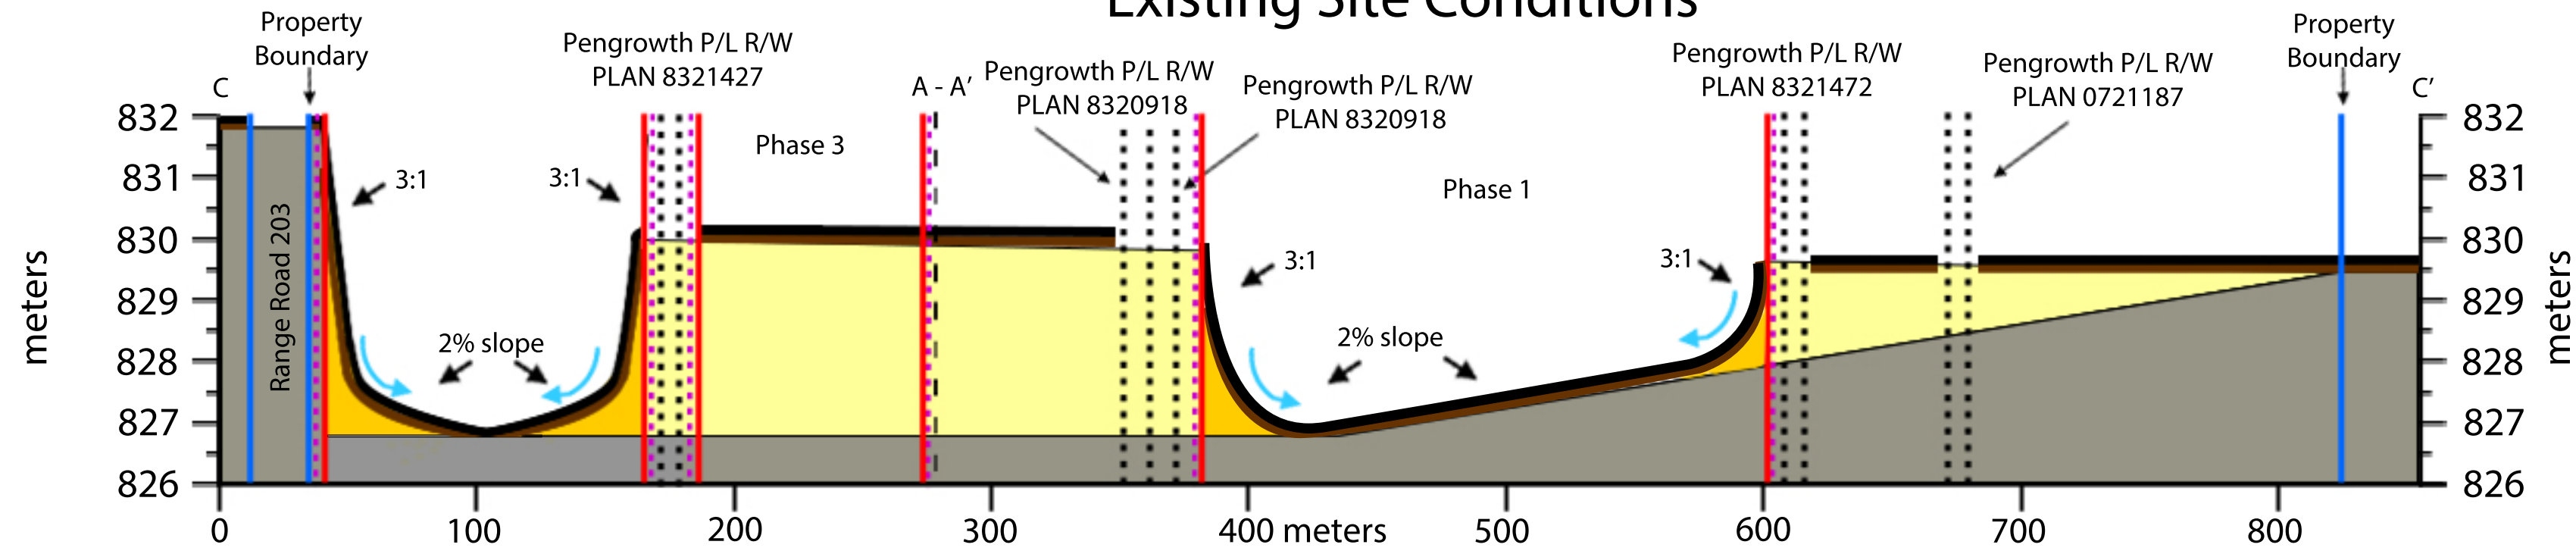 Existing Site Conditions
Property
Boundary
Pengrowth P/L R/W
PLAN 8321427
C
A - A’
Pengrowth P/L R/W
PLAN 8320918
Pengrowth P/L R/W
PLAN 8320918
Pengrowth P/L R/W
PLAN 8321472
Pengrowth P/L R/W
PLAN 0721187
Property
Boundary
C’
832
831
830
829
828
827
826
meters
Range Road 203
3:1
3:1
2% slope
Phase 3
3:1
Phase 1
2% slope
3:1
832
831
830
829
828
827
826
meters
0
100
200
300
400 meters
500
600
700
800